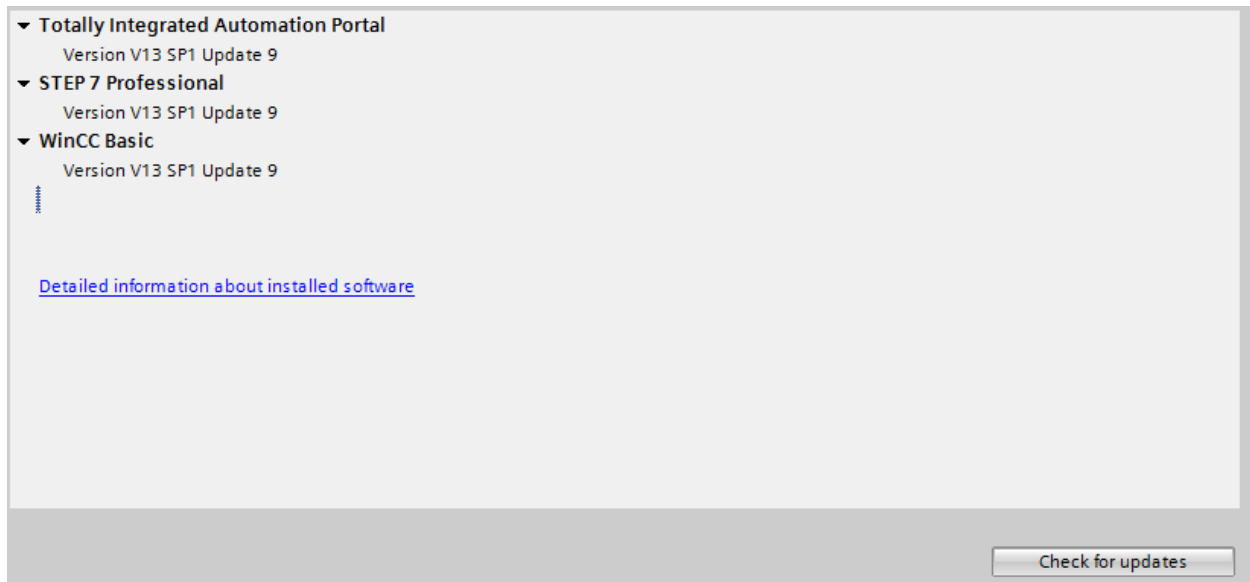 Totally Integrated Automation Portal
Version V13 SP1 Update 9
STEP 7 Professional
Version V13 SP1 Update 9
WinCC Basic
Version V13 SP1 Update 9
Detailed information about installed software
Check for updates